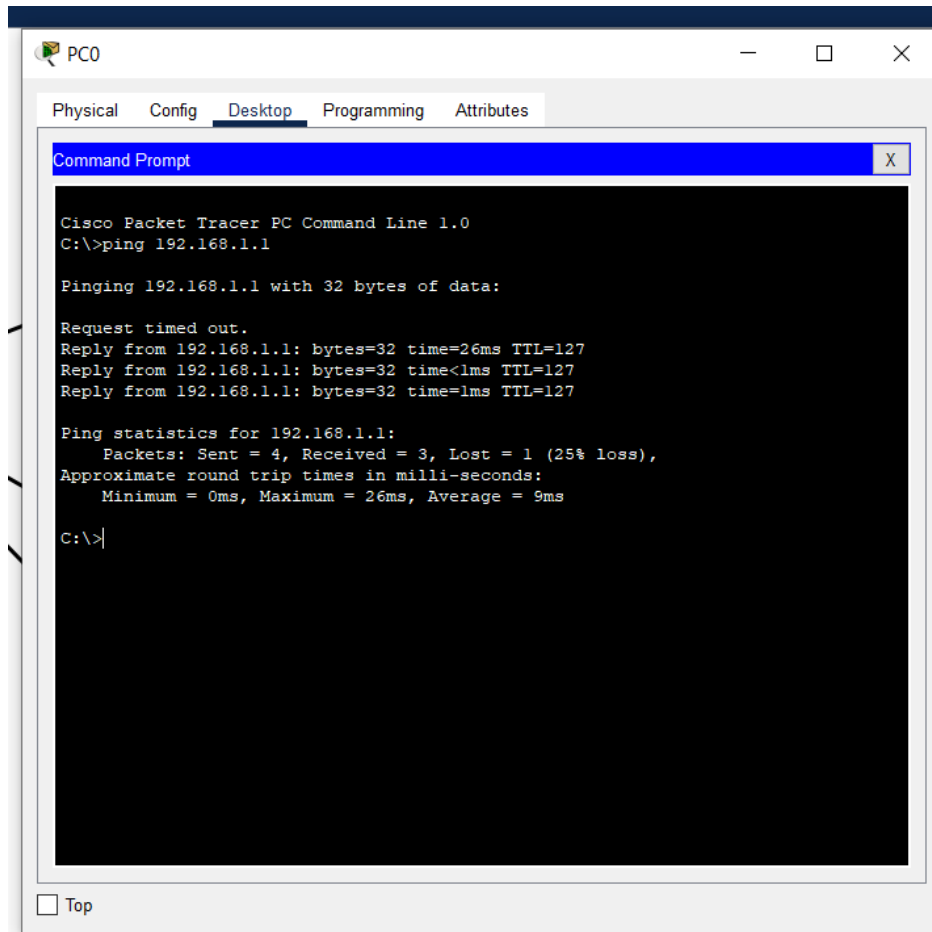 PC0
Physical Config Desktop Programming Attributes
Command Prompt X
Cisco Packet Tracer PC Command Line 1.0
C:\>ping 192.168.1.1
Pinging 192.168.1.1 with 32 bytes of data:
Request timed out.
Reply from 192.168.1.1: bytes=32 time=26ms TTL=127
Reply from 192.168.1.1: bytes=32 time<1ms TTL=127
Reply from 192.168.1.1: bytes=32 time=1ms TTL=127
Ping statistics for 192.168.1.1:
Packets: Sent = 4, Received = 3, Lost = 1 (25% loss),
Approximate round trip times in milli-seconds:
Minimum = 0ms, Maximum = 26ms, Average = 9ms
C:\>
Top